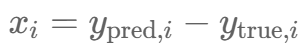 x_i = y_{pred,i} − y_{true,i}